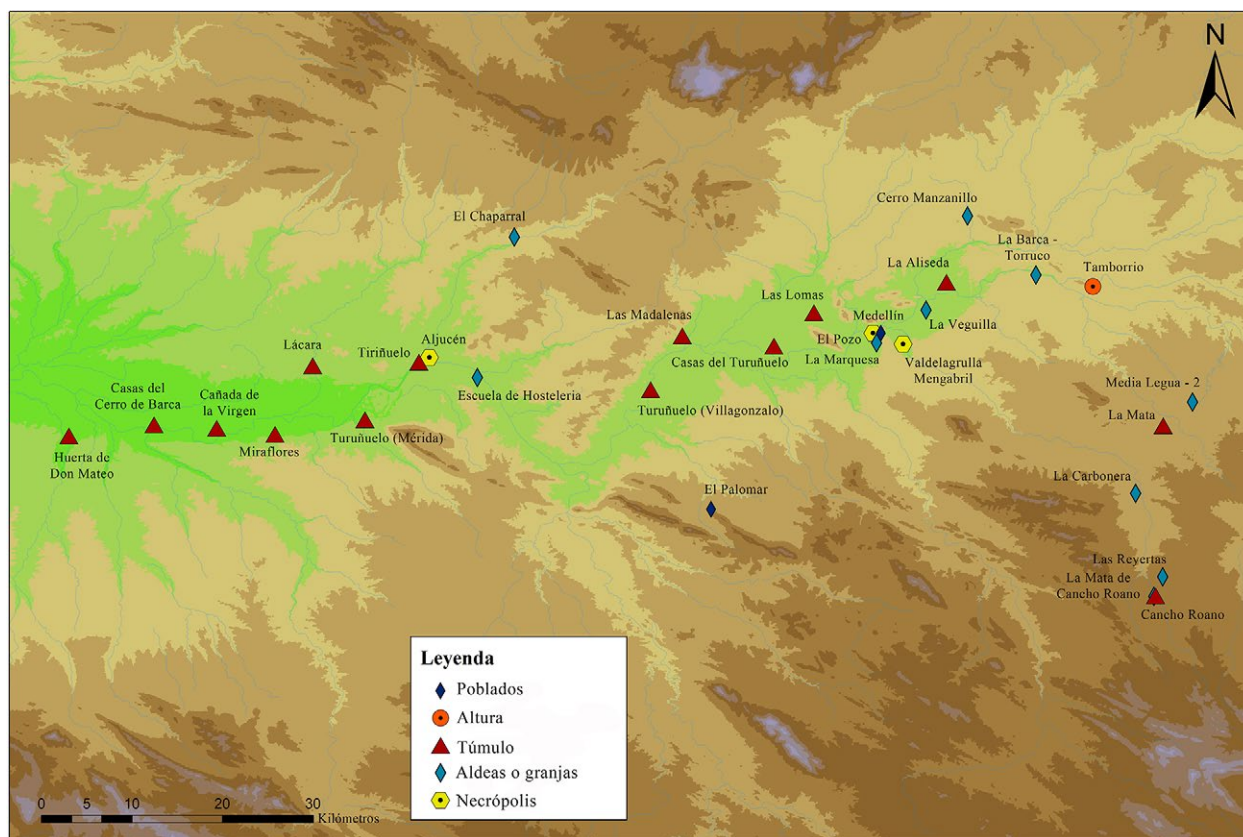 N
Cerro Manzanillo
El Chaparral
La Barca -
Torruco
La Aliseda
Tamborrio
Las Lomas
Las Madalenas
Medellín
La Veguilla
El Pozo
Aljucén
Lácara
Tiriñuelo
La Marquesa
Casas del Turuñuelo
Valdelagrulla
Mengabril
Casas del
Cerro de Barca
Cañada de
la Virgen
Escuela de Hostelería
Media Legua - 2
Turuñuelo (Villagonzalo)
La Mata
Turuñuelo (Mérida)
Miraflores
Huerta de
Don Mateo
La Carbonera
El Palomar
Las Reyertas
La Mata de
Cancho Roano
Cancho Roano
Leyenda
Poblados
Altura
Túmulo
Aldeas o granjas
Necrópolis
0 5 10 20 30
Kilómetros